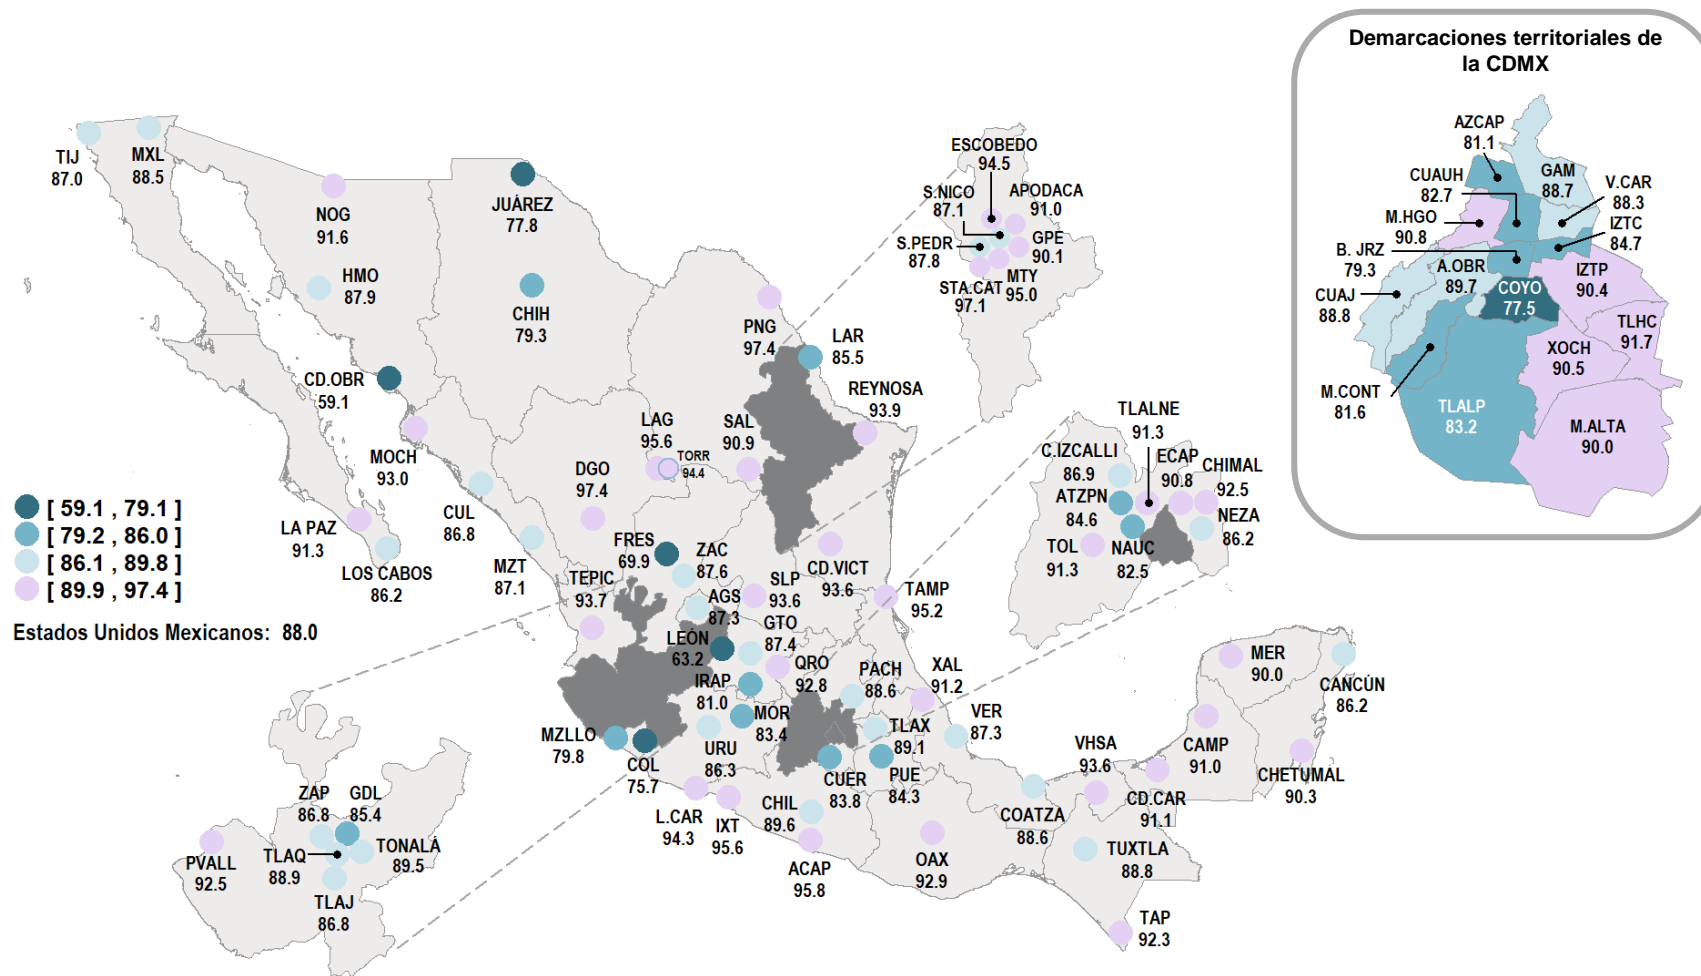 Demarcaciones territoriales de
la CDMX
AZCAP
81.1
CUAUH
82.7
GAM
88.7
V.CAR
88.3
M.HGO
90.8
IZTC
84.7
B. JRZ
79.3
A.OBR
89.7
IZTP
90.4
CUAJ
88.8
COYO
77.5
TLHC
91.7
XOCH
90.5
M.CONT
81.6
TLALP
83.2
M.ALTA
90.0
TIJ
87.0
MXL
88.5
NOG
91.6
HMO
87.9
JUÁREZ
77.8
CHIH
79.3
CD.OBR
59.1
MOCH
93.0
CUL
86.8
LA PAZ
91.3
LOS CABOS
86.2
MZT
87.1
PNG
97.4
LAR
85.5
REYNOSA
93.9
LAG
95.6
TORR
94.4
SAL
90.9
DGO
97.4
ESCOBEDO
94.5
S.NICO
87.1
APODACA
91.0
S.PEDR
87.8
GPE
90.1
MTY
95.0
STA.CAT
97.1
FRES
69.9
ZAC
87.6
TEPIC
93.7
AGS
87.3
SLP
93.6
CD.VICT
93.6
TAMP
95.2
LEÓN
63.2
GTO
87.4
IRAP
81.0
QRO
92.8
PACH
88.6
XAL
91.2
MOR
83.4
MZLLO
79.8
COL
75.7
URU
86.3
TLAX
89.1
VER
87.3
CUER
83.8
PUE
84.3
L.CAR
94.3
IXT
95.6
CHIL
89.6
ACAP
95.8
OAX
92.9
COATZA
88.6
VHSA
93.6
CD.CAR
91.1
TUXTLA
88.8
TAP
92.3
CAMP
91.0
MER
90.0
CANCÚN
86.2
CHETUMAL
90.3
TLALNE
91.3
C.IZCALLI
86.9
ECAP
90.8
CHIMAL
92.5
ATZPN
84.6
NEZA
86.2
TOL
91.3
NAUC
82.5
[ 59.1 , 79.1 ]
[ 79.2 , 86.0 ]
[ 86.1 , 89.8 ]
[ 89.9 , 97.4 ]
Estados Unidos Mexicanos: 88.0
ZAP
86.8
GDL
85.4
TONALÁ
89.5
PVALL
92.5
TLAQ
88.9
TLAJ
86.8